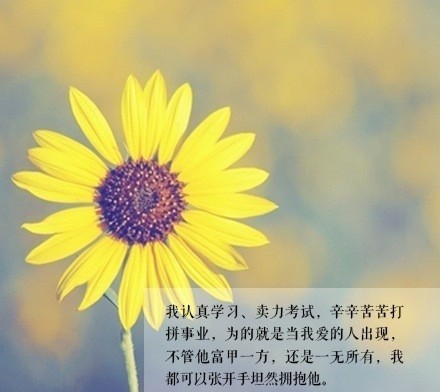 我认真学习、卖力考试，辛辛苦苦打
拼事业，为的就是当我爱的人出现，
不管他富甲一方，还是一无所有，我
都可以张开手坦然拥抱他。